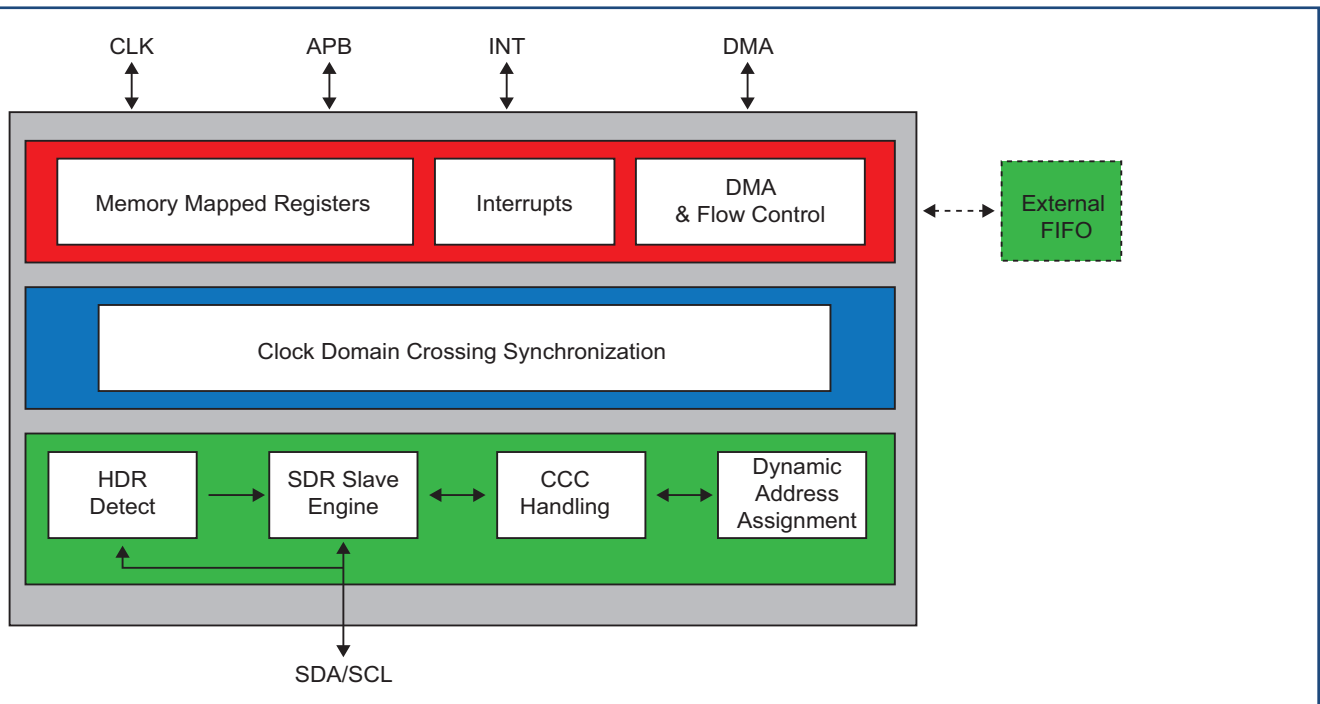 CLK
APB
INT
DMA
Memory Mapped Registers
Interrupts
DMA
& Flow Control
External
FIFO
Clock Domain Crossing Synchronization
HDR
Detect
SDR Slave
Engine
CCC
Handling
Dynamic
Address
Assignment
SDA/SCL